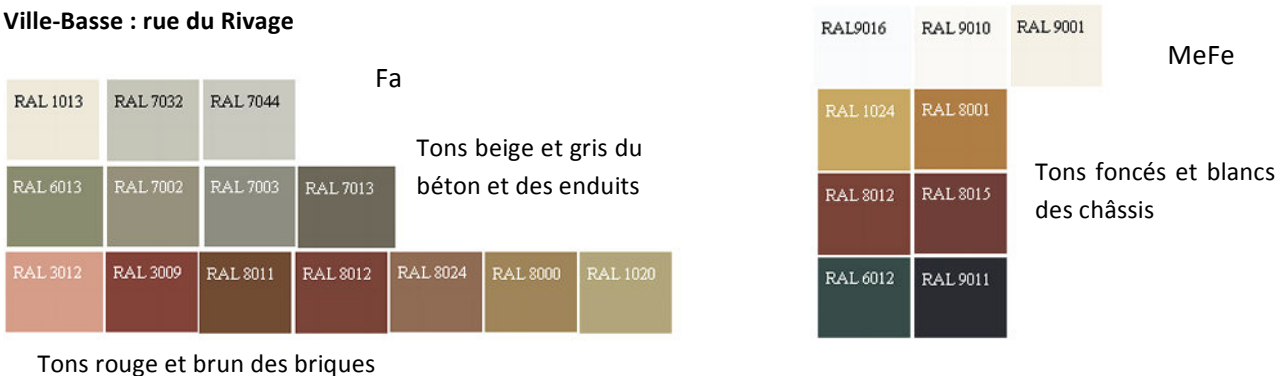 Ville-Basse : rue du Rivage
Fa
RAL 1013 RAL 7032 RAL 7044
Tons beige et gris du
béton et des enduits
RAL 6013 RAL 7002 RAL 7003 RAL 7013
RAL 3012 RAL 3009 RAL 8011 RAL 8012 RAL 8024 RAL 8000 RAL 1020
Tons rouge et brun des briques
RAL9016 RAL 9010 RAL 9001
MeFe
RAL 1024 RAL 8001
Tons foncés et blancs
des châssis
RAL 8012 RAL 8015
RAL 6012 RAL 9011